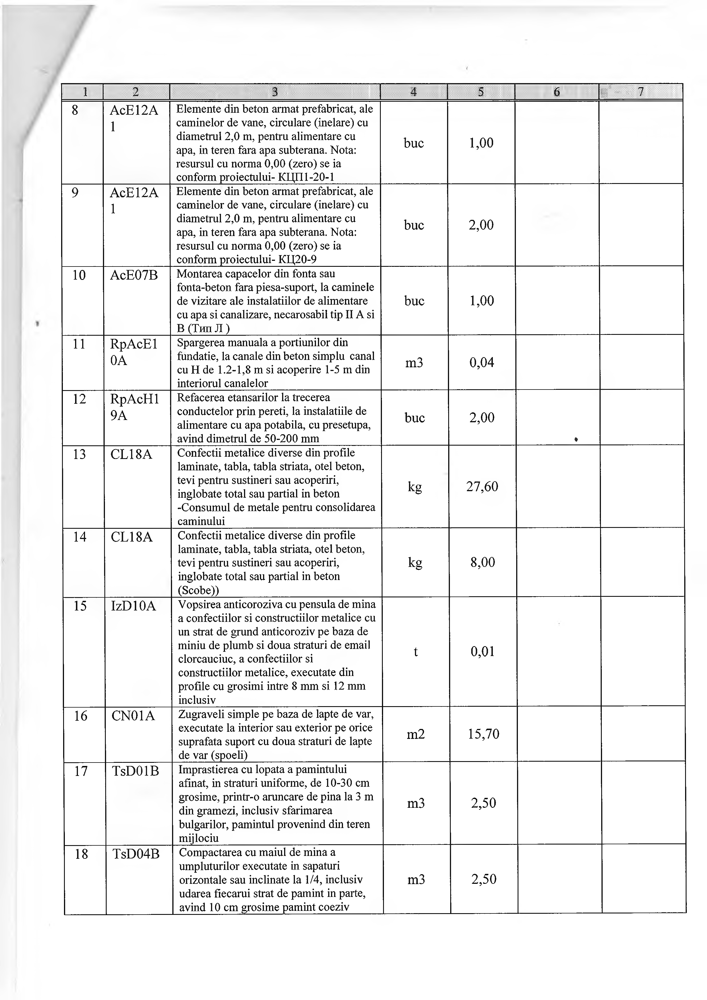 1 2 3 4 5 6 7
8 AcE12A Elemente din beton armat prefabricat, ale
1 caminelor de vane, circulare (inelare) cu
diametrul 2,0 m, pentru alimentare cu
apa, in teren fara apa subterana. Nota: buc 1,00
resursul cu norma 0,00 (zero) se ia
conform proiectului- КЦП1-20-1
9 AcE12A Elemente din beton armat prefabricat, ale
1 caminelor de vane, circulare (inelare) cu
diametrul 2,0 m, pentru alimentare cu
apa, in teren fara apa subterana. Nota: buc 2,00
resursul cu norma 0,00 (zero) se ia
conform proiectului- КЦ20-9
10 AcE07B Montarea capacelor din fonta sau
fonta-beton fara piesa-suport, la caminele
de vizitare ale instalatiilor de alimentare buc 1,00
cu apa si canalizare, necarosabil tip II A si
B (Тип Л )
11 RpAcE1 Spargerea manuala a portiunilor din
0A fundatie, la canale din beton simplu canal m3 0,04
cu H de 1.2-1,8 m si acoperire 1-5 m din
interiorul canalelor
12 RpAcH1 Refacerea etansarilor la trecerea
9A conductelor prin pereti, la instalatiile de buc 2,00
alimentare cu apa potabila, cu presetupa,
avind dimetrul de 50-200 mm
13 CL18A Confectii metalice diverse din profile
laminate, tabla, tabla striata, otel beton,
tevi pentru sustineri sau acoperiri, kg 27,60
inglobate total sau partial in beton
-Consumul de metale pentru consolidarea
caminului
14 CL18A Confectii metalice diverse din profile
laminate, tabla, tabla striata, otel beton,
tevi pentru sustineri sau acoperiri, kg 8,00
inglobate total sau partial in beton
(Scobe))
15 IzD10A Vopsirea anticoroziva cu pensula de mina
a confectiilor si constructiilor metalice cu
un strat de grund anticoroziv pe baza de
miniu de plumb si doua straturi de email t 0,01
clorcauciuc, a confectiilor si
constructiilor metalice, executate din
profile cu grosimi intre 8 mm si 12 mm
inclusiv
16 CN01A Zugraveli simple pe baza de lapte de var,
executate la interior sau exterior pe orice m2 15,70
suprafata suport cu doua straturi de lapte
de var (spoeli)
17 TsD01B Imprastierea cu lopata a pamintului
afinat, in straturi uniforme, de 10-30 cm
grosime, printr-o aruncare de pina la 3 m m3 2,50
din gramezi, inclusiv sfarimarea
bulgarilor, pamintul provenind din teren
mijlociu
18 TsD04B Compactarea cu maiul de mina a
umpluturilor executate in sapaturi
orizontale sau inclinate la 1/4, inclusiv m3 2,50
udarea fiecarui strat de pamint in parte,
avind 10 cm grosime pamint coeziv